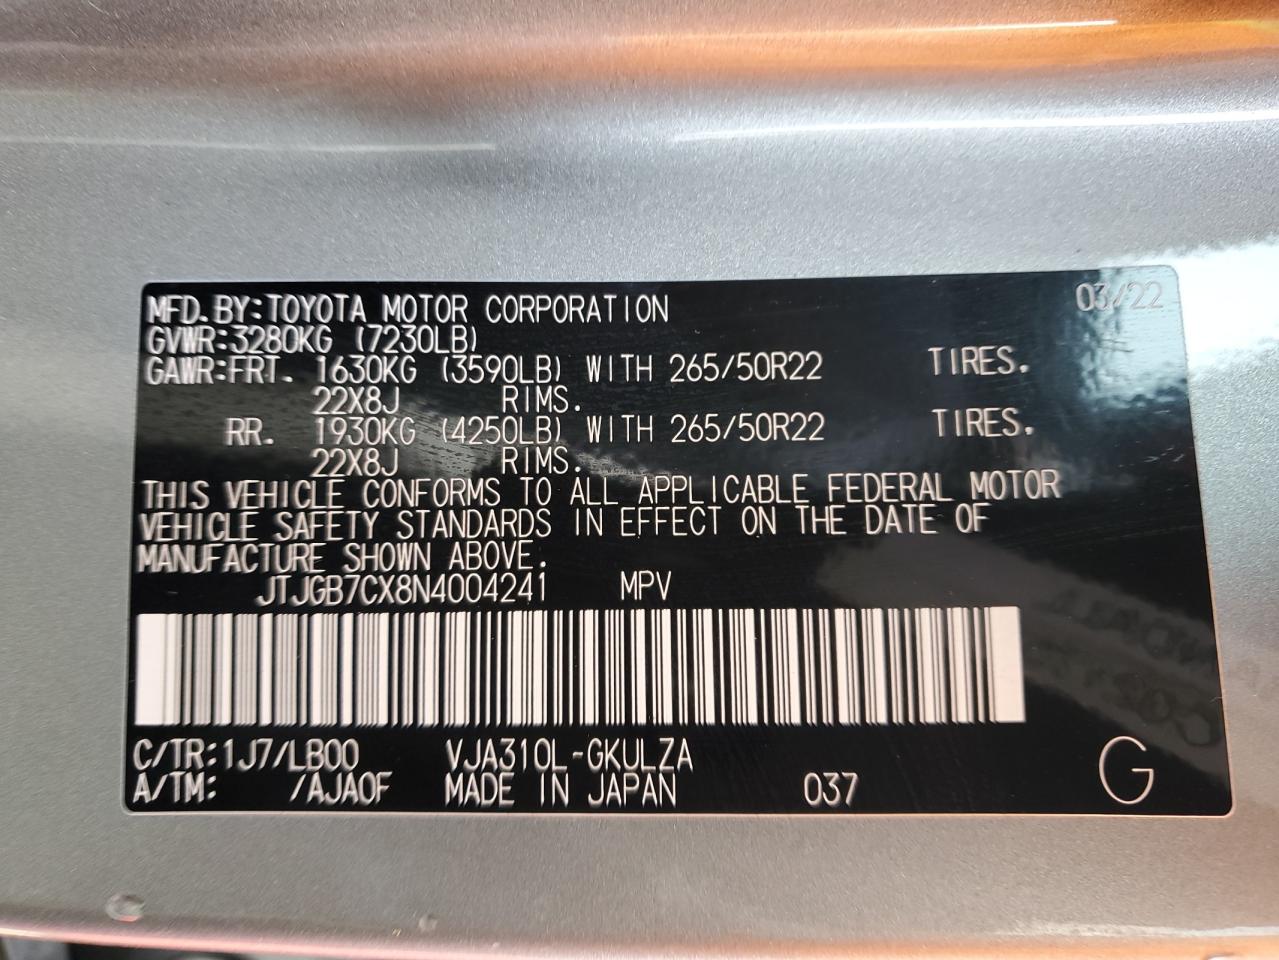 MFD.BY:TOYOTA MOTOR CORPORATION 03/22
GVWR:3280KG (7230LB)
GAWR:FRT. 1630KG (3590LB) WITH 265/50R22 TIRES.
22X8J RIMS.
RR. 1930KG (4250LB) WITH 265/50R22 TIRES.
22X8J RIMS.
THIS VEHICLE CONFORMS TO ALL APPLICABLE FEDERAL MOTOR
VEHICLE SAFETY STANDARDS IN EFFECT ON THE DATE OF
MANUFACTURE SHOWN ABOVE.
JTJGB7CX8N4004241 MPV
C/TR:1J7/LB00 VJA310L-GKULZA
A/TM: /AJA0F MADE IN JAPAN 037 G